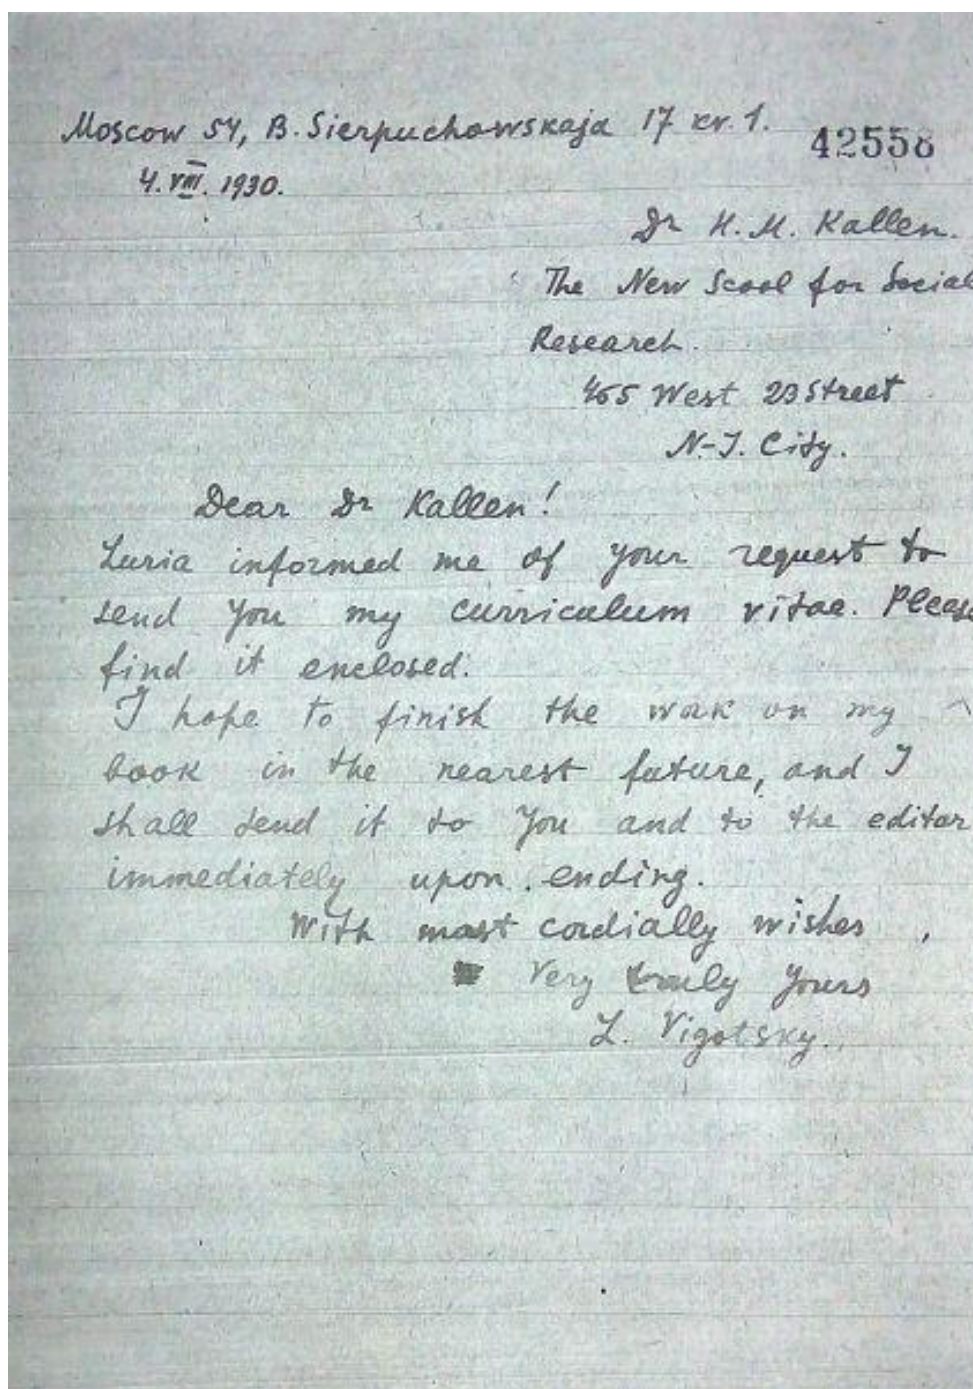 Moscow 54, B. Sierpuchowskaja 17 kv. 1.
42558
4. VIII. 1930.
Dr H. M. Kallen.
The New Scool for Social
Research.
465 West 23 Street
N-J. City.
Dear Dr Kallen!
Luria informed me of your request to
send you my curriculum vitae. Please
find it enclosed.
I hope to finish the work on my
book in the nearest future, and I
shall send it to You and to the editor
immediately upon ending.
With most cordially wishes,
Very truly Yours
L. Vigotsky.